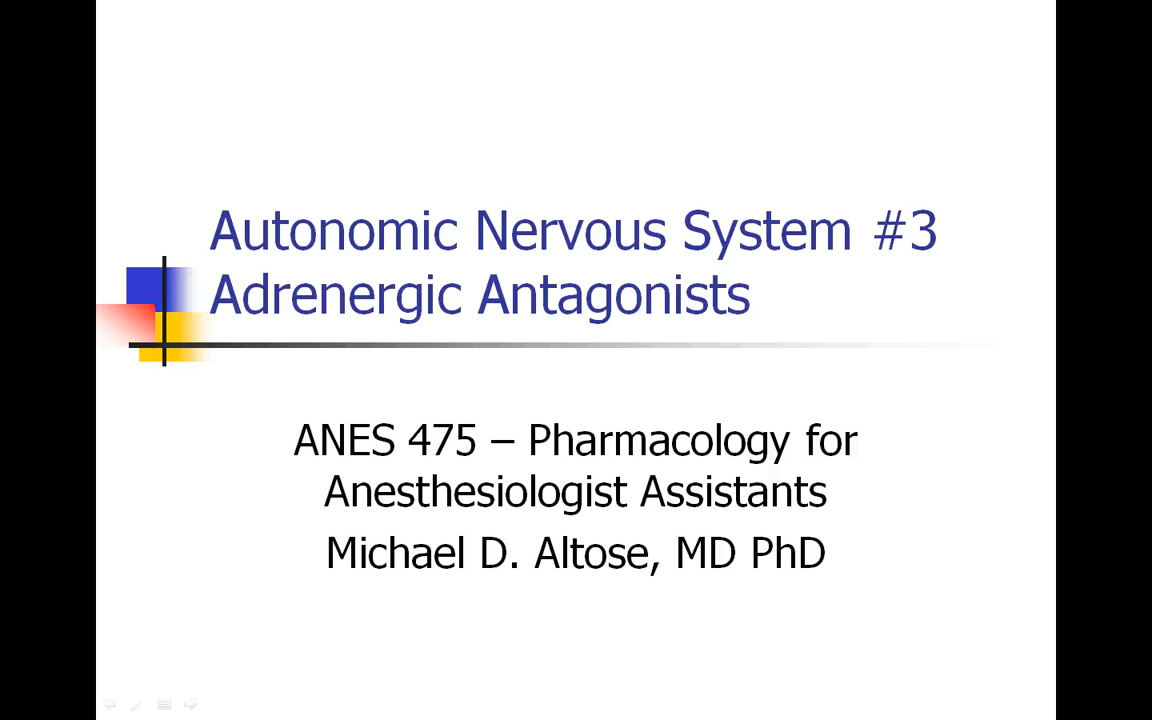 Autonomic Nervous System #3
Adrenergic Antagonists
ANES 475 – Pharmacology for
Anesthesiologist Assistants
Michael D. Altose, MD PhD